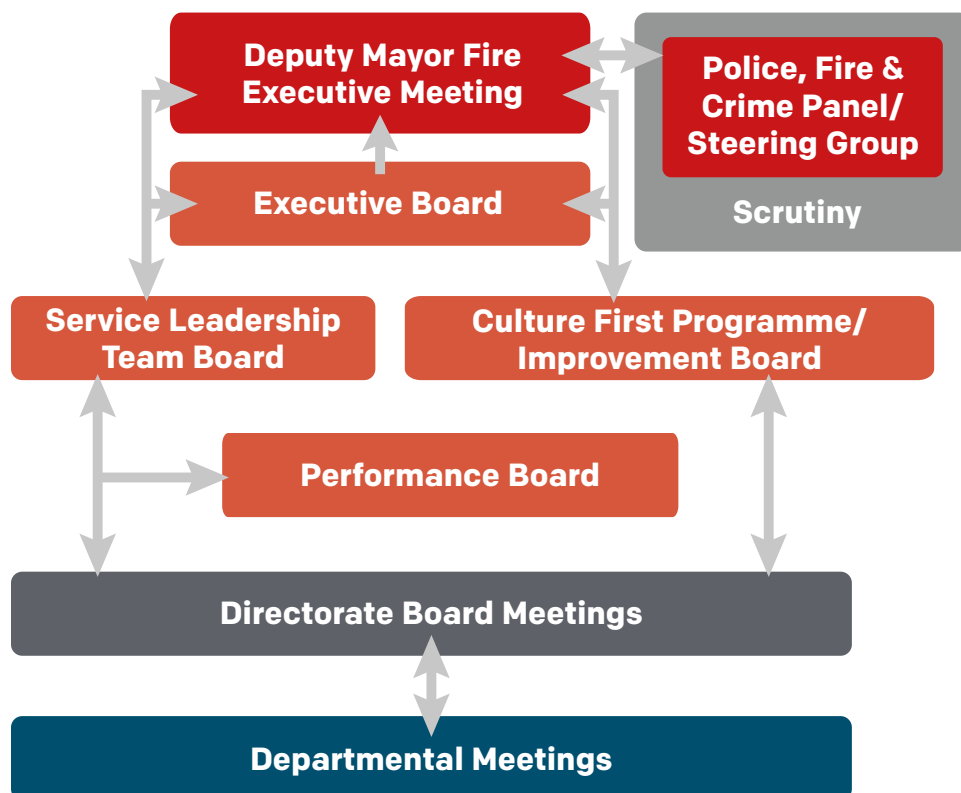 Deputy Mayor Fire
Executive Meeting
Police, Fire &
Crime Panel/
Steering Group
Scrutiny
Executive Board
Service Leadership
Team Board
Culture First Programme/
Improvement Board
Performance Board
Directorate Board Meetings
Departmental Meetings